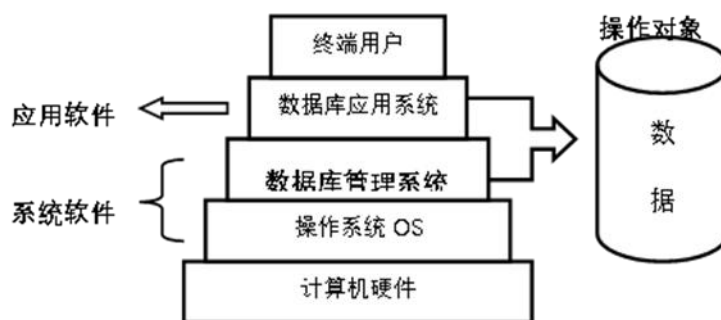 操作对象
终端用户
应用软件
数据库应用系统
数
据
数据库管理系统
系统软件
操作系统 OS
计算机硬件